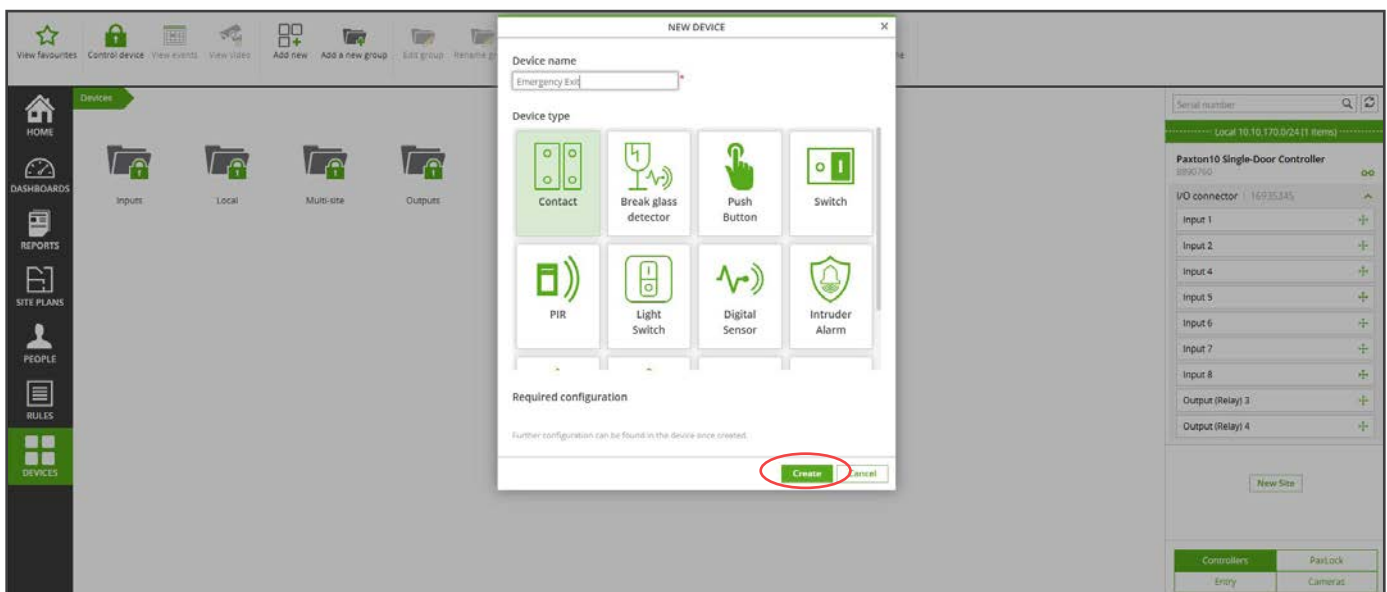 NEW DEVICE
View favourites
Control device
View events
View video
Add new
Add a new group
Edit group
Device name
Emergency Exit
*
Device type
Contact
Break glass
detector
Push
Button
Switch
PIR
Light
Switch
Digital
Sensor
Intruder
Alarm
Required configuration
Further configuration can be found in the device once created.
Create
Cancel
HOME
DASHBOARDS
REPORTS
SITE PLANS
PEOPLE
RULES
DEVICES
Devices
Inputs
Local
Multi-site
Outputs
Serial number
Local 10.10.170.0/24 (1 items)
Paxton10 Single-Door Controller
I/O connector
Input 1
Input 2
Input 4
Input 5
Input 6
Input 7
Input 8
Output (Relay) 3
Output (Relay) 4
New Site
Controllers
PaxLock
Entry
Cameras